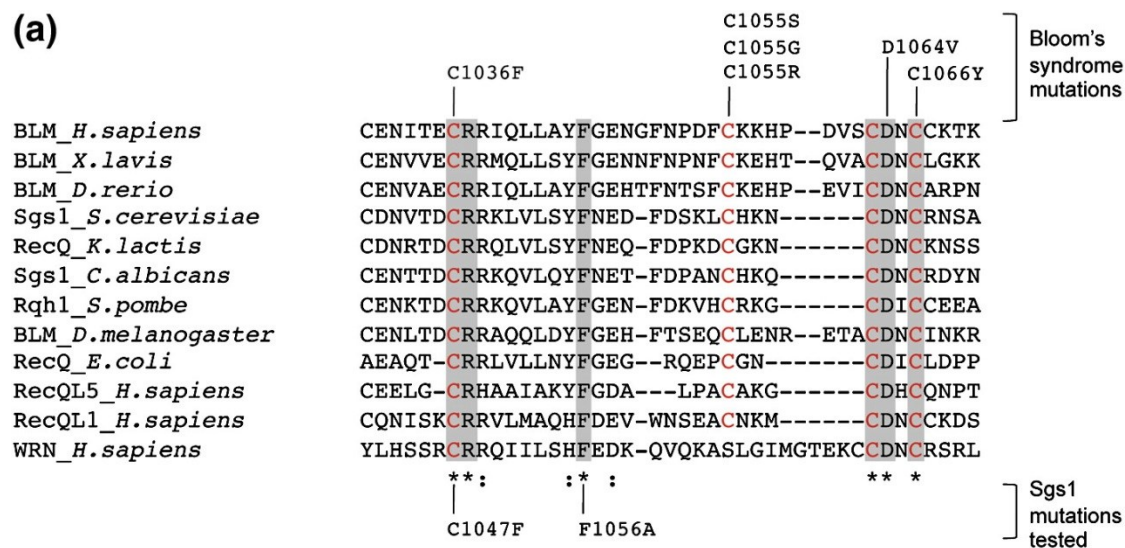 (a)
C1055S
C1055G
C1055R
D1064V
C1036F
C1066Y
Bloom's
syndrome
mutations
BLM_H.sapiens CENITECRRIQLLAYFGENGFNPDFCKKHP--DVSCDNCCKTK
BLM_X.lavis CENVVECRRMQLLSYFGENNFNPNFCKEHT--QVACDNCLGKK
BLM_D.rerio CENVAECRRIQLLAYFGEHTFNTSFCKEHP--EVICDNCARPN
Sgs1_S.cerevisiae CDNVTDCRRKLVLSYFNED-FDSKLCHKN------CDNCRNSA
RecQ_K.lactis CDNRTDCRRQLVLSYFNEQ-FDPKDCGKN------CDNCKNSS
Sgs1_C.albicans CENTTDCRRKQVLQYFNET-FDPANCHKQ------CDNCRDYN
Rqh1_S.pombe CENKTDCRRKQVLAYFGEN-FDKVHCRKG------CDICCEEA
BLM_D.melanogaster CENLTDCRRAQQLDYFGEH-FTSEQCLENR--ETACDNCINKR
RecQ_E.coli AEAQT-CRRLVLLNYFGEG--RQEPCGN-------CDICLDPP
RecQL5_H.sapiens CEELG-CRHAAIAKYFGDA---LPACAKG------CDHCQNPT
RecQL1_H.sapiens CQNISKCRRVLMAQHFDEV-WNSEACNKM------CDNCCKDS
WRN_H.sapiens YLHSSRCRRQIILSHFEDK-QVQKASLGIMGTEKCCDNCRSRL
**: :* : ** *
C1047F
F1056A
Sgs1
mutations
tested